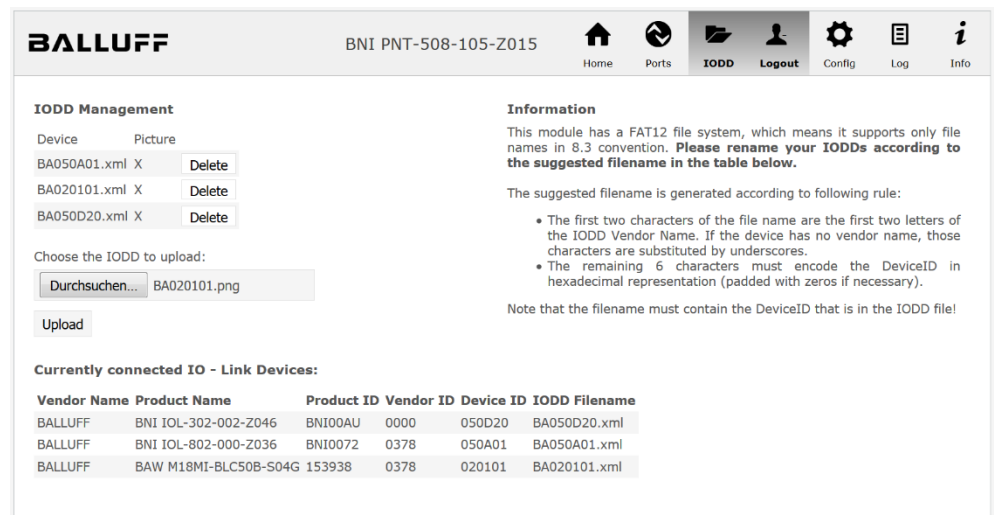 BALLUFF
BNI PNT-508-105-Z015
Home
Ports
IODD
Logout
Config
Log
Info
IODD Management
Device Picture
BA050A01.xml X Delete
BA020101.xml X Delete
BA050D20.xml X Delete
Choose the IODD to upload:
Durchsuchen... BA020101.png
Upload
Information
This module has a FAT12 file system, which means it supports only file
names in 8.3 convention. Please rename your IODDs according to
the suggested filename in the table below.
The suggested filename is generated according to following rule:
• The first two characters of the file name are the first two letters of
the IODD Vendor Name. If the device has no vendor name, those
characters are substituted by underscores.
• The remaining 6 characters must encode the DeviceID in
hexadecimal representation (padded with zeros if necessary).
Note that the filename must contain the DeviceID that is in the IODD file!
Currently connected IO - Link Devices:
Vendor Name Product Name Product ID Vendor ID Device ID IODD Filename
BALLUFF BNI IOL-302-002-Z046 BNI00AU 0000 050D20 BA050D20.xml
BALLUFF BNI IOL-802-000-Z036 BNI0072 0378 050A01 BA050A01.xml
BALLUFF BAW M18MI-BLC50B-S04G 153938 0378 020101 BA020101.xml